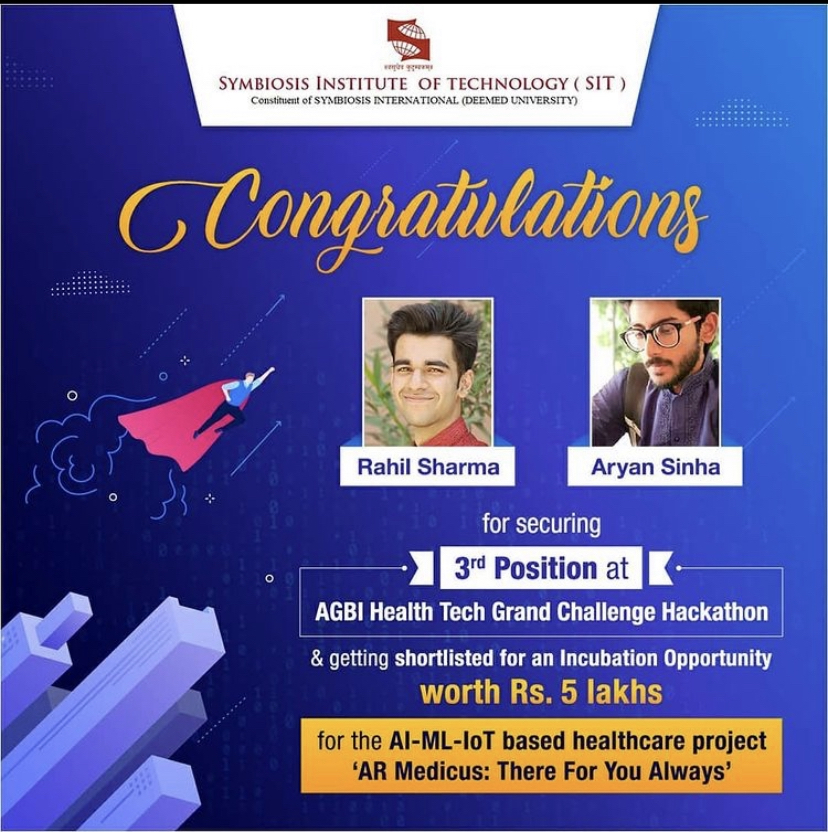 वसुधैव कुटुम्बकम्
SYMBIOSIS INSTITUTE OF TECHNOLOGY ( SIT )
Constituent of SYMBIOSIS INTERNATIONAL (DEEMED UNIVERSITY)
Congratulations
Rahil Sharma
Aryan Sinha
for securing
3rd Position at
AGBI Health Tech Grand Challenge Hackathon
& getting shortlisted for an Incubation Opportunity
worth Rs. 5 lakhs
for the AI-ML-IoT based healthcare project
‘AR Medicus: There For You Always’